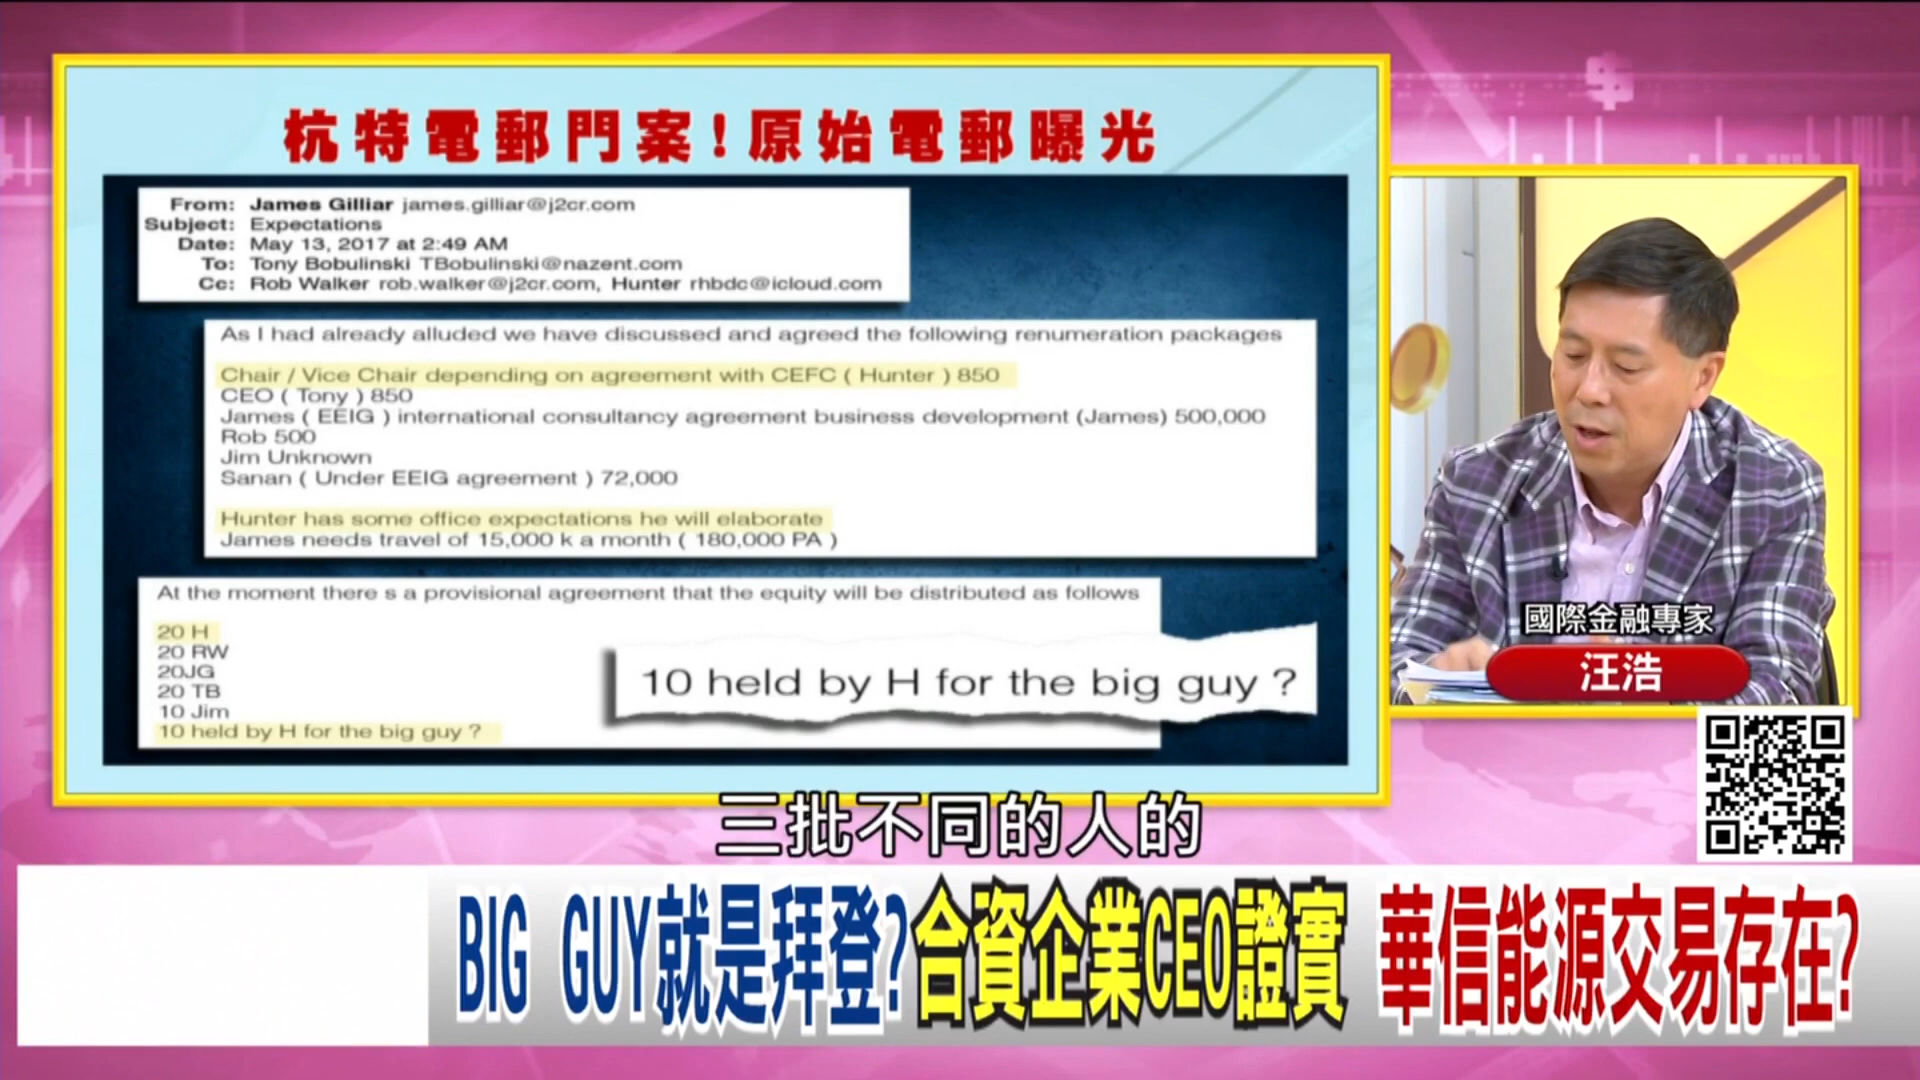 杭特電郵門案!原始電郵曝光
From: James Gilliar james.gilliar@j2cr.com
Subject: Expectations
Date: May 13, 2017 at 2:49 AM
To: Tony Bobulinski TBobulinski@nazent.com
Cc: Rob Walker rob.walker@j2cr.com, Hunter rhbdc@icloud.com
As I had already alluded we have discussed and agreed the following renumeration packages
Chair / Vice Chair depending on agreement with CEFC ( Hunter ) 850
CEO ( Tony ) 850
James ( EEIG ) international consultancy agreement business development (James) 500,000
Rob 500
Jim Unknown
Sanan ( Under EEIG agreement ) 72,000
Hunter has some office expectations he will elaborate
James needs travel of 15,000 k a month ( 180,000 PA )
At the moment there s a provisional agreement that the equity will be distributed as follows
20 H
20 RW
20JG
20 TB
10 Jim
10 held by H for the big guy ?
10 held by H for the big guy ?
國際金融專家
汪浩
三批不同的人的
BIG GUY就是拜登?合資企業CEO證實 華信能源交易存在?